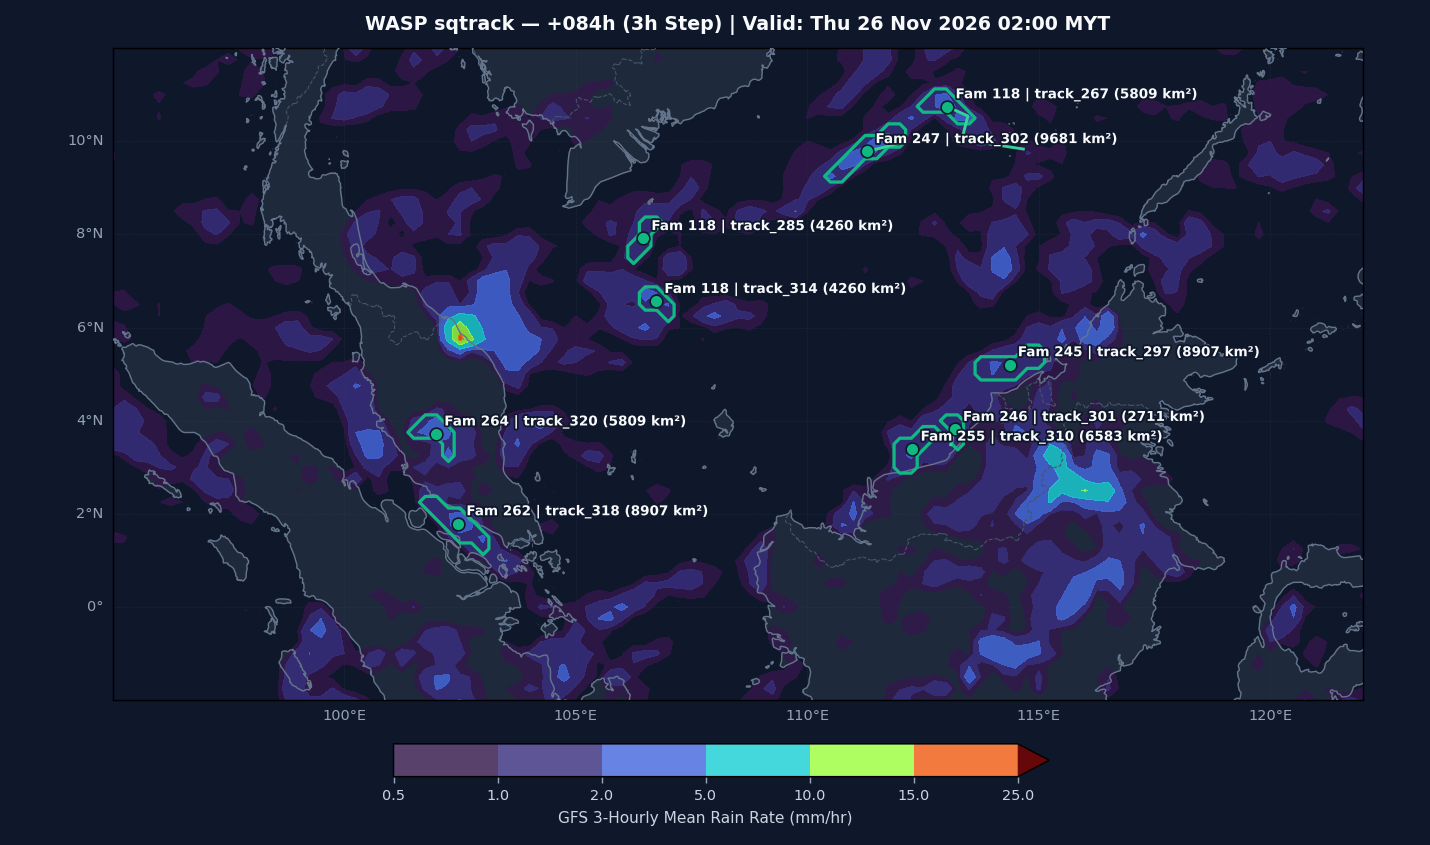 WASP sqtrack — +084h (3h Step) | Valid: Thu 26 Nov 2026 02:00 MYT
Fam 118 | track_267 (5809 km²)
10°N
Fam 247 | track_302 (9681 km²)
8°N
Fam 118 | track_285 (4260 km²)
Fam 118 | track_314 (4260 km²)
6°N
Fam 245 | track_297 (8907 km²)
4°N
Fam 264 | track_320 (5809 km²)
Fam 246 | track_301 (2711 km²)
Fam 255 | track_310 (6583 km²)
2°N
Fam 262 | track_318 (8907 km²)
0°
100°E 105°E 110°E 115°E 120°E
0.5 1.0 2.0 5.0 10.0 15.0 25.0
GFS 3-Hourly Mean Rain Rate (mm/hr)